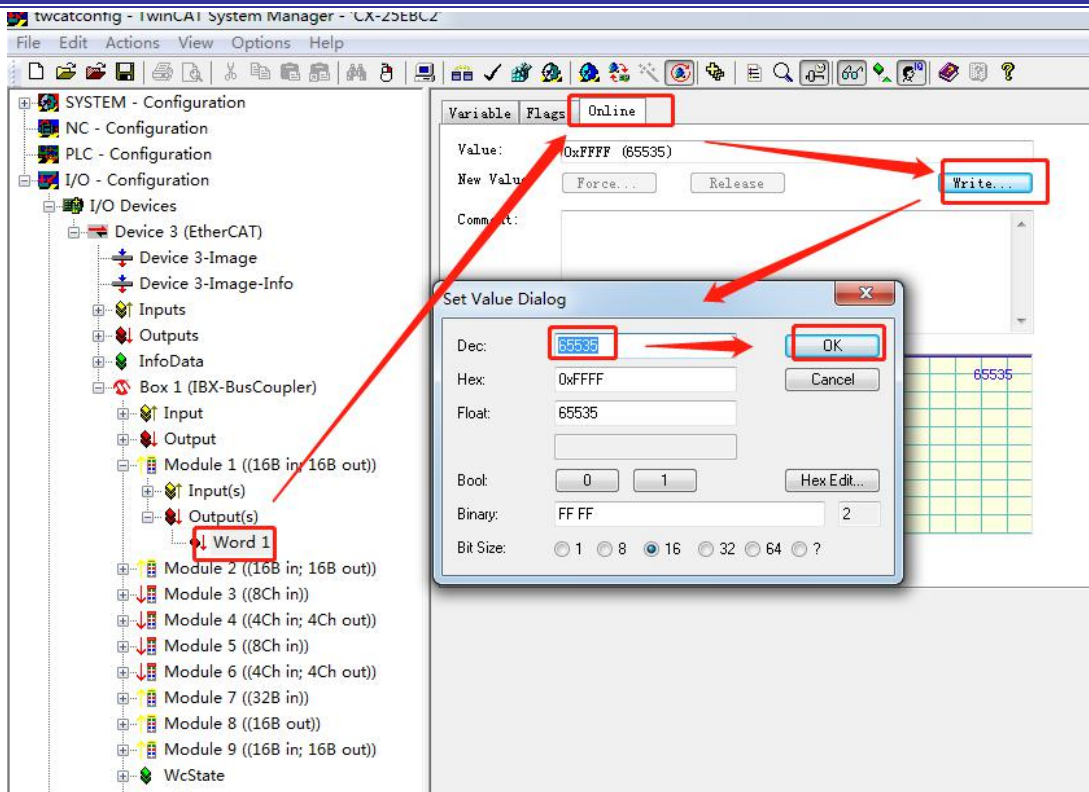 twcatconfig - TwinCAT System Manager - 'CX-25EBC2'
File Edit Actions View Options Help
SYSTEM - Configuration
NC - Configuration
PLC - Configuration
I/O - Configuration
I/O Devices
Device 3 (EtherCAT)
Device 3-Image
Device 3-Image-Info
Inputs
Outputs
InfoData
Box 1 (IBX-BusCoupler)
Input
Output
Module 1 ((16B in; 16B out))
Input(s)
Output(s)
Word 1
Module 2 ((16B in; 16B out))
Module 3 ((8Ch in))
Module 4 ((4Ch in; 4Ch out))
Module 5 ((8Ch in))
Module 6 ((4Ch in; 4Ch out))
Module 7 ((32B in))
Module 8 ((16B out))
Module 9 ((16B in; 16B out))
WcState
Variable Flags Online
Value: 0xFFFF (65535)
New Value Force... Release Write...
Comment:
65535
Set Value Dialog
Dec: 65535 OK
Hex: 0xFFFF Cancel
Float: 65535
Bool: 0 1 Hex Edit...
Binary: FF FF 2
Bit Size: 1 8 16 32 64 ?